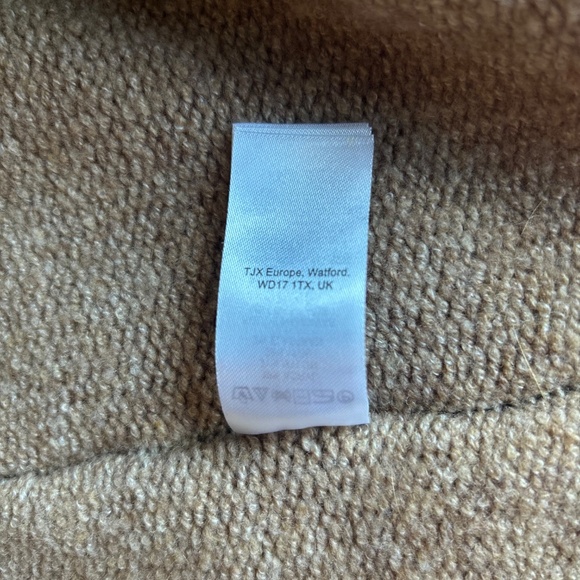 TJX Europe, Watford,
WD17 1TX, UK